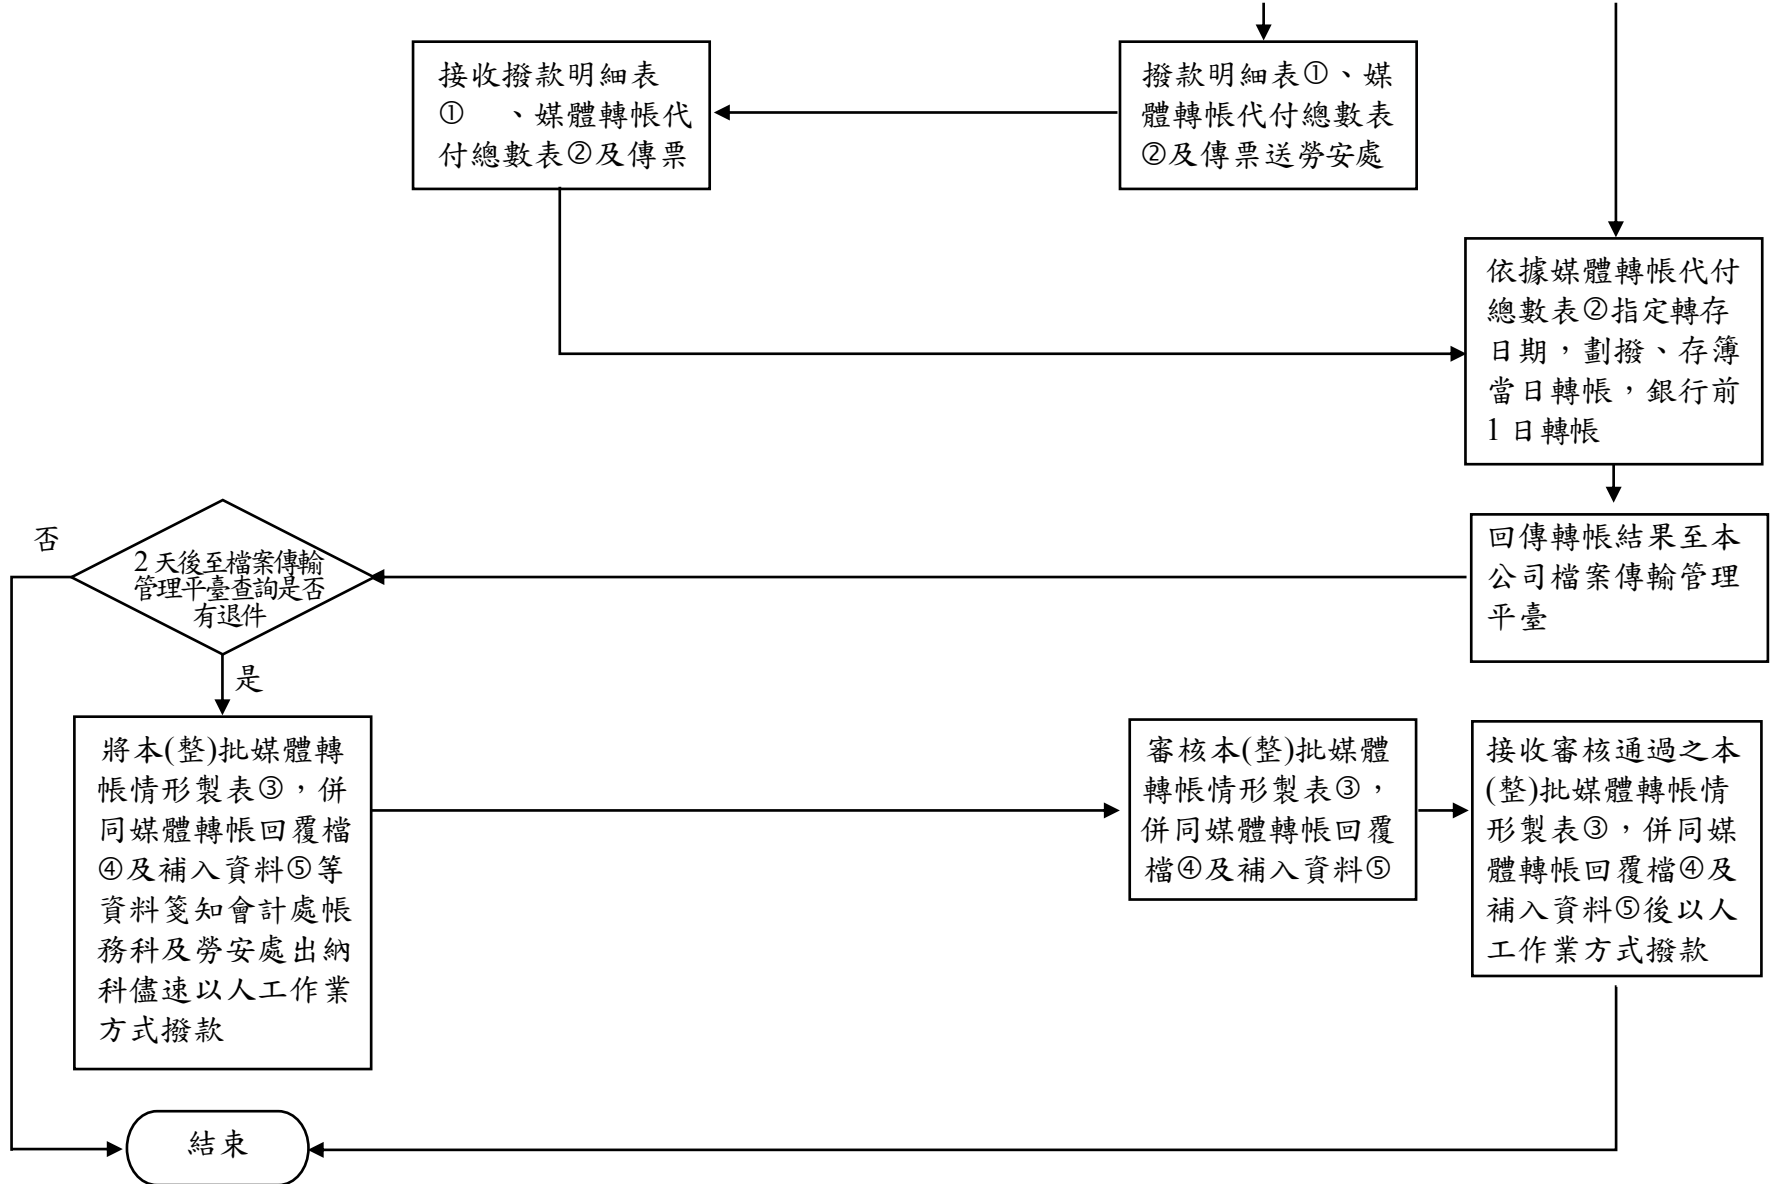 接收撥款明細表
① 、媒體轉帳代
付總數表②及傳票
撥款明細表①、媒
體轉帳代付總數表
②及傳票送勞安處
依據媒體轉帳代付
總數表②指定轉存
日期，劃撥、存簿
當日轉帳，銀行前
1 日轉帳
回傳轉帳結果至本
公司檔案傳輸管理
平臺
否
2 天後至檔案傳輸
管理平臺查詢是否
有退件
是
將本(整)批媒體轉
帳情形製表③，併
同媒體轉帳回覆檔
④及補入資料⑤等
資料箋知會計處帳
務科及勞安處出納
科儘速以人工作業
方式撥款
審核本(整)批媒體
轉帳情形製表③，
併同媒體轉帳回覆
檔④及補入資料⑤
接收審核通過之本
(整)批媒體轉帳情
形製表③，併同媒
體轉帳回覆檔④及
補入資料⑤後以人
工作業方式撥款
結束